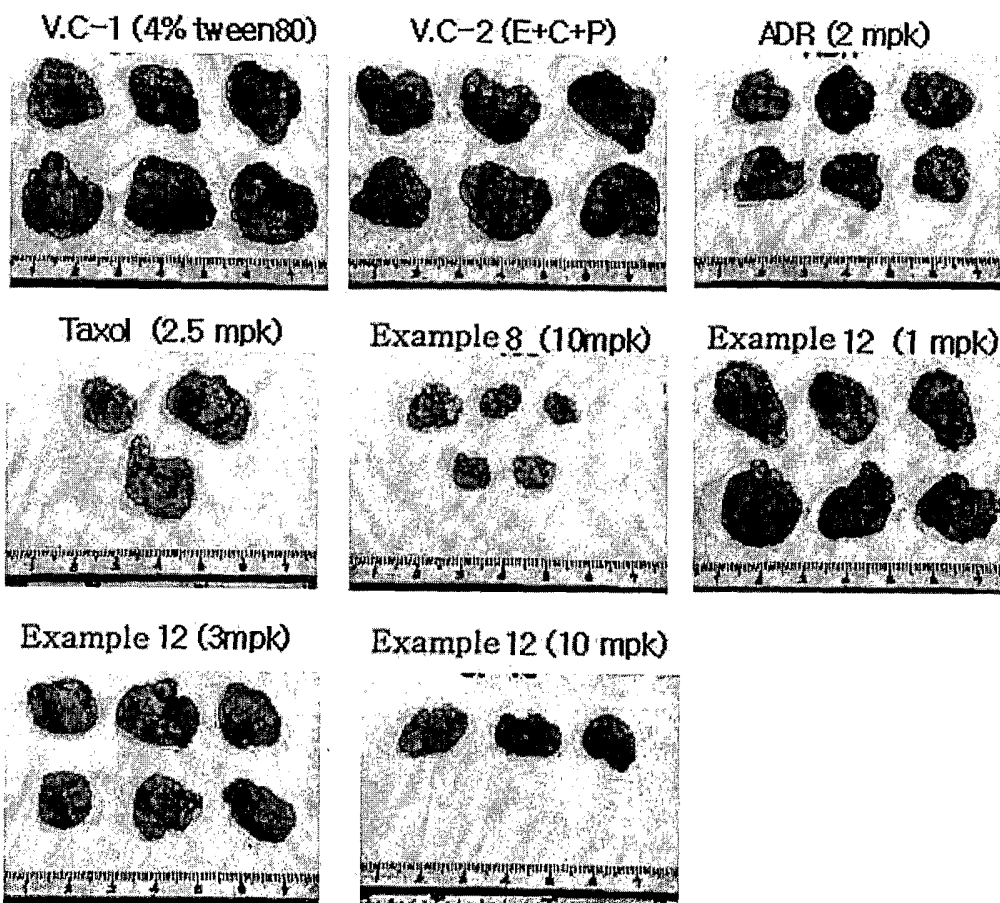 V.C-1 (4% tween80)
V.C-2 (E+C+P)
ADR (2 mpk)
Taxol (2.5 mpk)
Example 8 (10mpk)
Example 12 (1 mpk)
Example 12 (3mpk)
Example 12 (10 mpk)